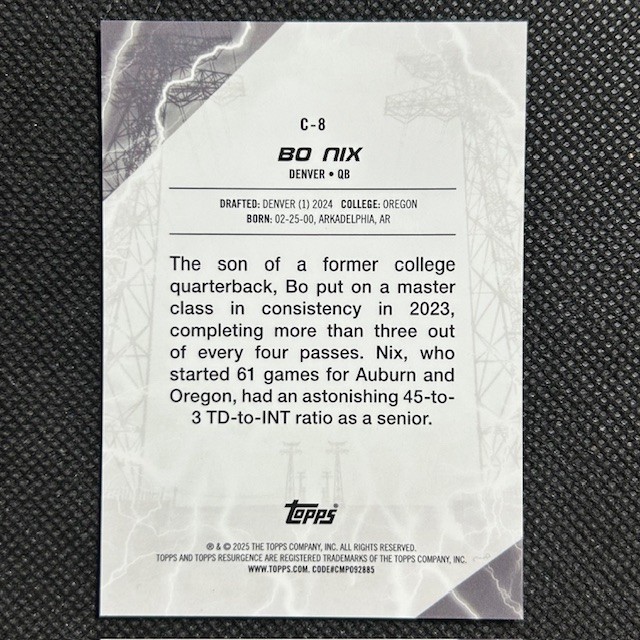 C-8
BO NIX
DENVER • QB
DRAFTED: DENVER (1) 2024 COLLEGE: OREGON
BORN: 02-25-00, ARKADELPHIA, AR
The son of a former college
quarterback, Bo put on a master
class in consistency in 2023,
completing more than three out
of every four passes. Nix, who
started 61 games for Auburn and
Oregon, had an astonishing 45-to-
3 TD-to-INT ratio as a senior.
topps®
® & © 2025 THE TOPPS COMPANY, INC. ALL RIGHTS RESERVED.
TOPPS AND TOPPS RESURGENCE ARE REGISTERED TRADEMARKS OF THE TOPPS COMPANY, INC.
WWW.TOPPS.COM. CODE#CMP092885